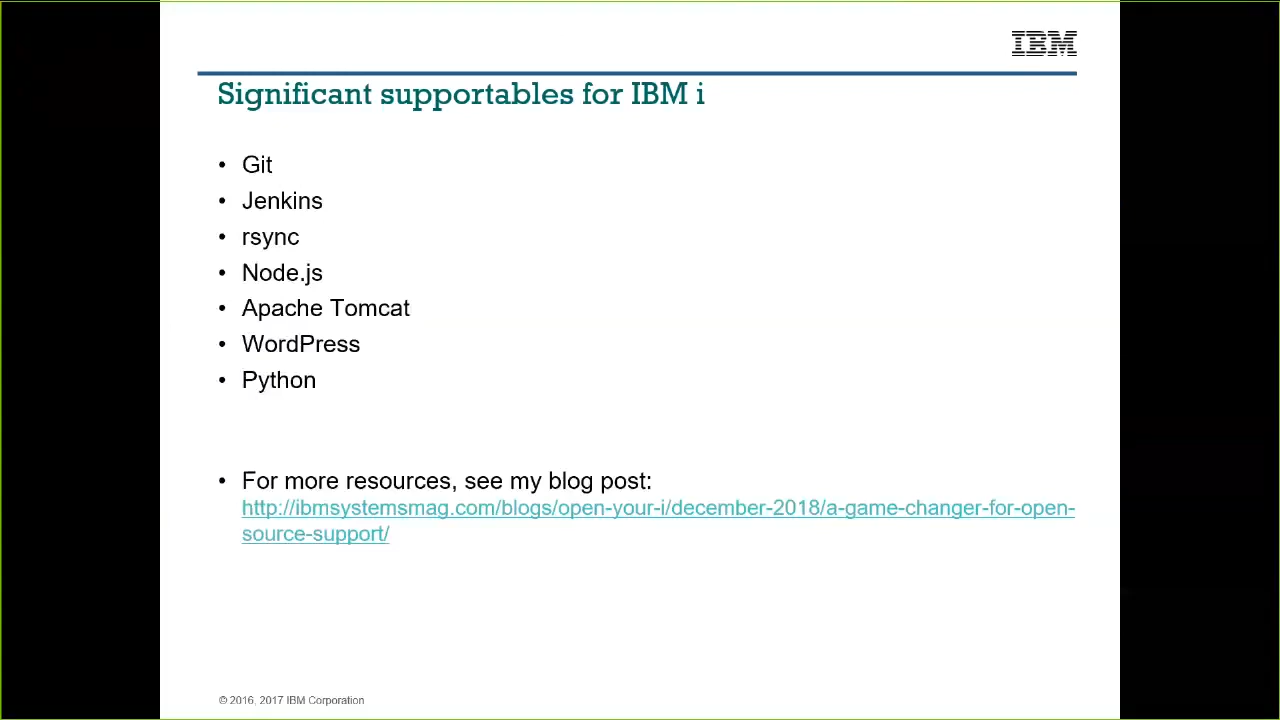 IBM
Significant supportables for IBM i
• Git
• Jenkins
• rsync
• Node.js
• Apache Tomcat
• WordPress
• Python
• For more resources, see my blog post:
http://ibmsystemsmag.com/blogs/open-your-i/december-2018/a-game-changer-for-open-
source-support/
© 2016, 2017 IBM Corporation